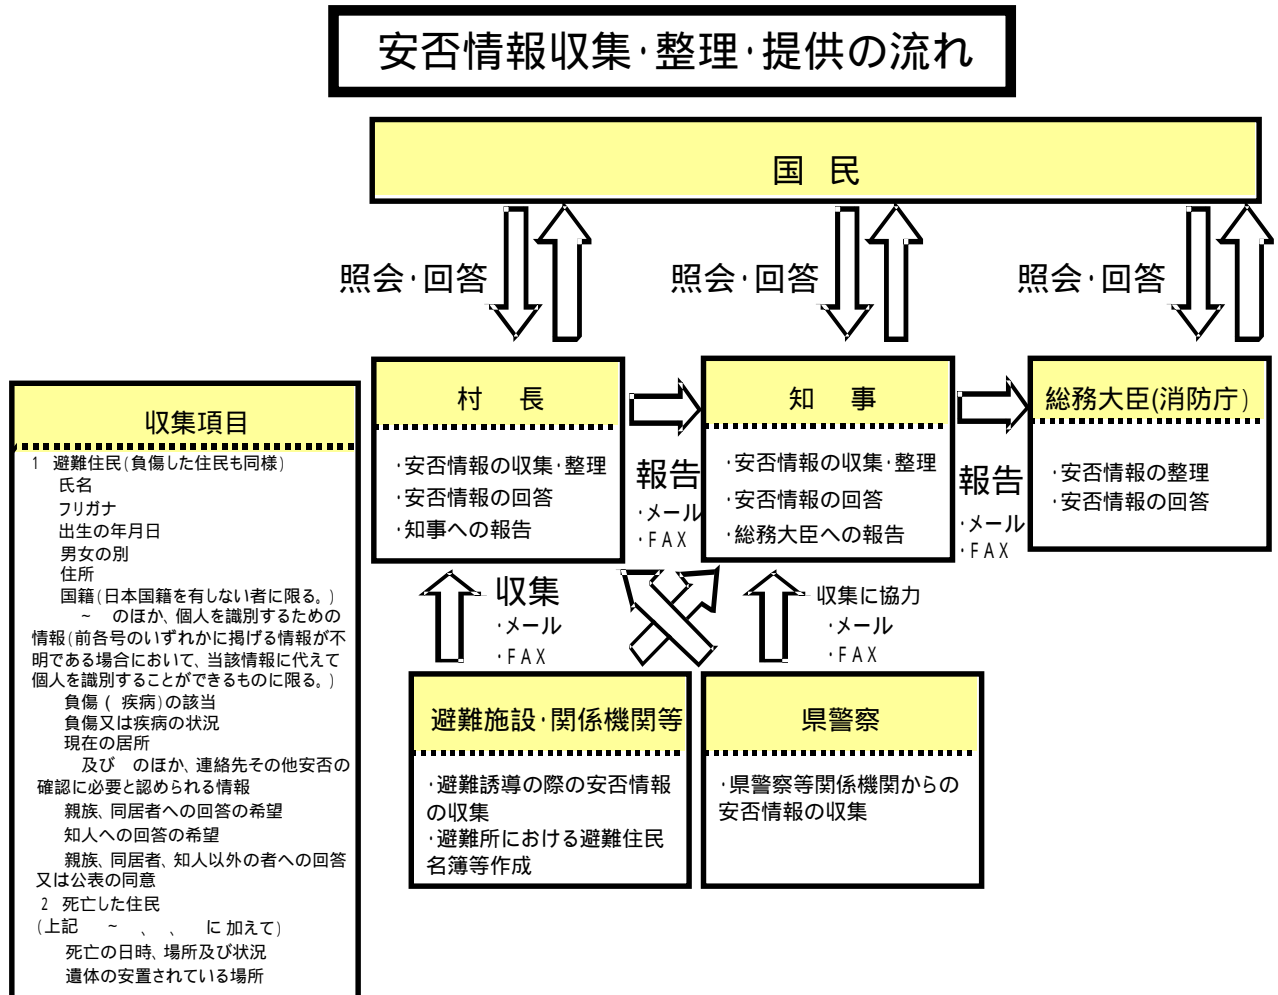 安否情報収集・整理・提供の流れ
国 民
照会・回答
照会・回答
照会・回答
村 長
・安否情報の収集・整理
・安否情報の回答
・知事への報告
報告
・メール
・FAX
知 事
・安否情報の収集・整理
・安否情報の回答
・総務大臣への報告
報告
・メール
・FAX
総務大臣(消防庁)
・安否情報の整理
・安否情報の回答
収集
・メール
・FAX
収集に協力
・メール
・FAX
避難施設・関係機関等
・避難誘導の際の安否情報
の収集
・避難所における避難住民
名簿等作成
県警察
・県警察等関係機関からの
安否情報の収集
収集項目
1 避難住民(負傷した住民も同様)
氏名
フリガナ
出生の年月日
男女の別
住所
国籍(日本国籍を有しない者に限る。)
~ のほか、個人を識別するための
情報(前各号のいずれかに掲げる情報が不
明である場合において、当該情報に代えて
個人を識別することができるものに限る。)
負傷( 疾病)の該当
負傷又は疾病の状況
現在の居所
及び のほか、連絡先その他安否の
確認に必要と認められる情報
親族、同居者への回答の希望
知人への回答の希望
親族、同居者、知人以外の者への回答
又は公表の同意
2 死亡した住民
(上記 ~ 、 、 に加えて)
死亡の日時、場所及び状況
遺体の安置されている場所